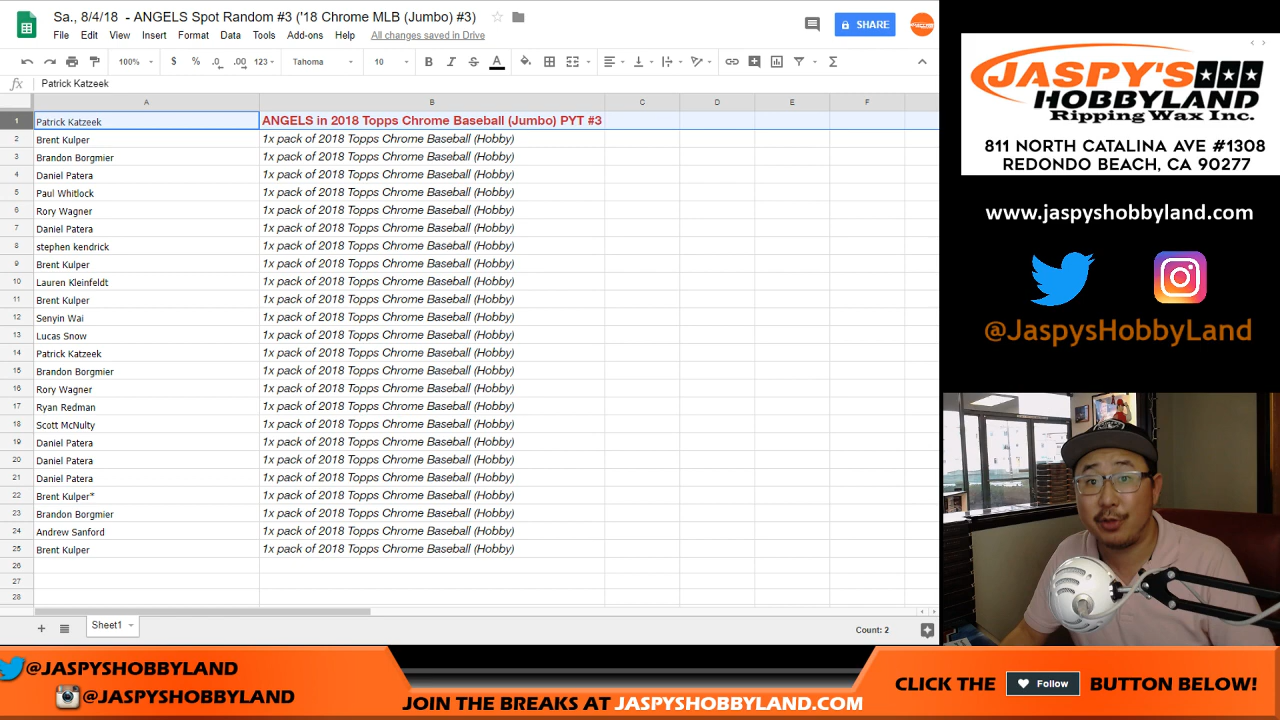 Sa., 8/4/18 - ANGELS Spot Random #3 ('18 Chrome MLB (Jumbo) #3)
File Edit View Insert Format Data Tools Add-ons Help All changes saved in Drive
SHARE
100% $ % .0 .00 123 Tahoma 10 B I S A
fx Patrick Katzeek
A B C D E F
1 Patrick Katzeek ANGELS in 2018 Topps Chrome Baseball (Jumbo) PYT #3
2 Brent Kulper 1x pack of 2018 Topps Chrome Baseball (Hobby)
3 Brandon Borgmier 1x pack of 2018 Topps Chrome Baseball (Hobby)
4 Daniel Patera 1x pack of 2018 Topps Chrome Baseball (Hobby)
5 Paul Whitlock 1x pack of 2018 Topps Chrome Baseball (Hobby)
6 Rory Wagner 1x pack of 2018 Topps Chrome Baseball (Hobby)
7 Daniel Patera 1x pack of 2018 Topps Chrome Baseball (Hobby)
8 stephen kendrick 1x pack of 2018 Topps Chrome Baseball (Hobby)
9 Brent Kulper 1x pack of 2018 Topps Chrome Baseball (Hobby)
10 Lauren Kleinfeldt 1x pack of 2018 Topps Chrome Baseball (Hobby)
11 Brent Kulper 1x pack of 2018 Topps Chrome Baseball (Hobby)
12 Senyin Wai 1x pack of 2018 Topps Chrome Baseball (Hobby)
13 Lucas Snow 1x pack of 2018 Topps Chrome Baseball (Hobby)
14 Patrick Katzeek 1x pack of 2018 Topps Chrome Baseball (Hobby)
15 Brandon Borgmier 1x pack of 2018 Topps Chrome Baseball (Hobby)
16 Rory Wagner 1x pack of 2018 Topps Chrome Baseball (Hobby)
17 Ryan Redman 1x pack of 2018 Topps Chrome Baseball (Hobby)
18 Scott McNulty 1x pack of 2018 Topps Chrome Baseball (Hobby)
19 Daniel Patera 1x pack of 2018 Topps Chrome Baseball (Hobby)
20 Daniel Patera 1x pack of 2018 Topps Chrome Baseball (Hobby)
21 Daniel Patera 1x pack of 2018 Topps Chrome Baseball (Hobby)
22 Brent Kulper* 1x pack of 2018 Topps Chrome Baseball (Hobby)
23 Brandon Borgmier 1x pack of 2018 Topps Chrome Baseball (Hobby)
24 Andrew Sanford 1x pack of 2018 Topps Chrome Baseball (Hobby)
25 Brent Kulper 1x pack of 2018 Topps Chrome Baseball (Hobby)
26
27
28
Sheet1
Count: 2
JASPY'S
HOBBYLAND
Ripping Wax Inc.
811 NORTH CATALINA AVE #1308
REDONDO BEACH, CA 90277
www.jaspyshobbyland.com
@JaspysHobbyLand
@JASPYSHOBBYLAND
@JASPYSHOBBYLAND
JOIN THE BREAKS AT JASPYSHOBBYLAND.COM
CLICK THE Follow BUTTON BELOW!